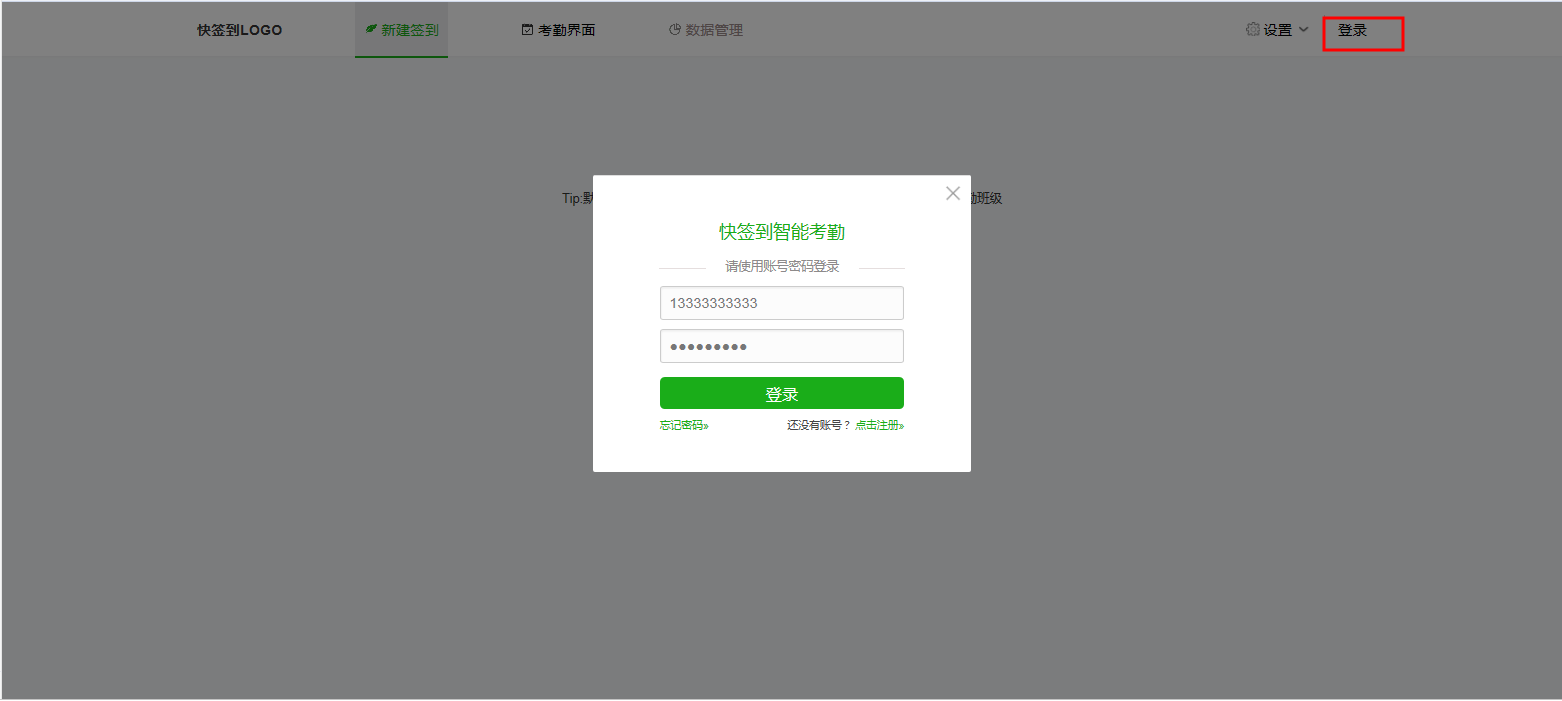 快签到LOGO 新建签到 考勤界面 数据管理 设置 登录
Tip:默 动班级
快签到智能考勤
请使用账号密码登录
13333333333
●●●●●●●●●
登录
忘记密码» 还没有账号？点击注册»